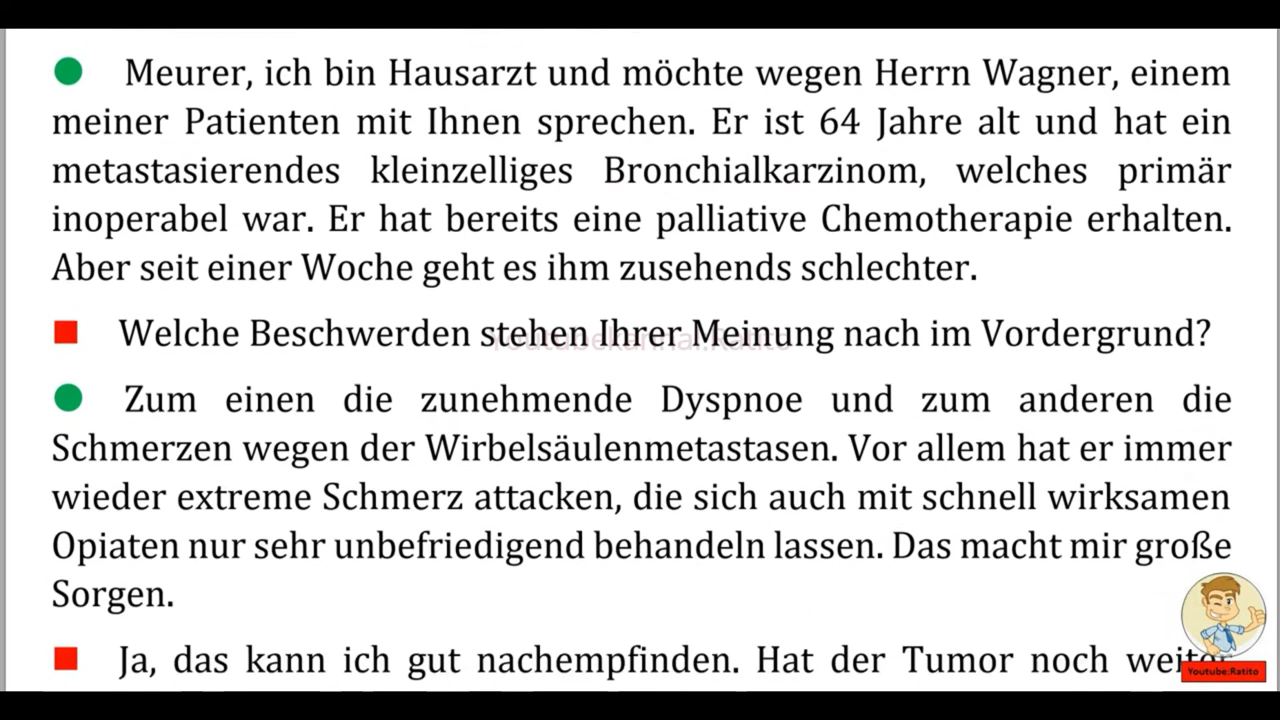 Meurer, ich bin Hausarzt und möchte wegen Herrn Wagner, einem
meiner Patienten mit Ihnen sprechen. Er ist 64 Jahre alt und hat ein
metastasierendes kleinzelliges Bronchialkarzinom, welches primär
inoperabel war. Er hat bereits eine palliative Chemotherapie erhalten.
Aber seit einer Woche geht es ihm zusehends schlechter.
Welche Beschwerden stehen Ihrer Meinung nach im Vordergrund?
Zum einen die zunehmende Dyspnoe und zum anderen die
Schmerzen wegen der Wirbelsäulenmetastasen. Vor allem hat er immer
wieder extreme Schmerz attacken, die sich auch mit schnell wirksamen
Opiaten nur sehr unbefriedigend behandeln lassen. Das macht mir große
Sorgen.
Ja, das kann ich gut nachempfinden. Hat der Tumor noch weiter
Youtube:Ratito